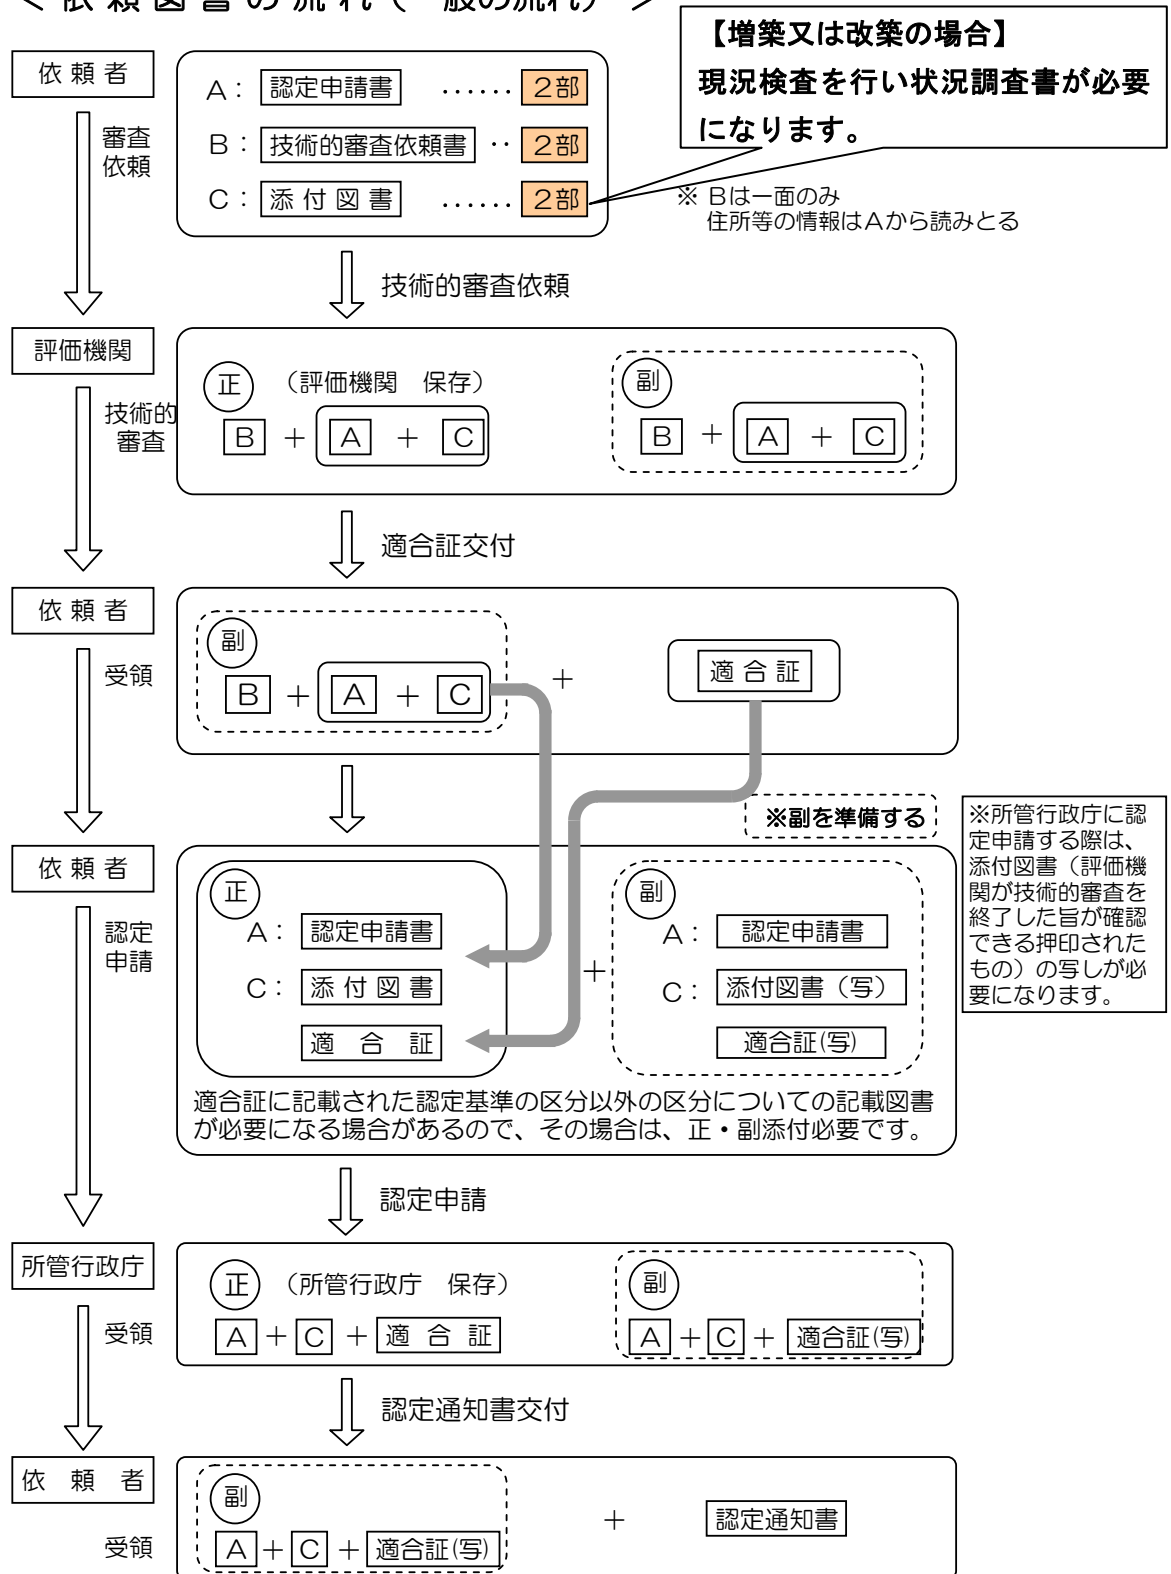 ＜依頼図書の流れ(一般の流れ)＞
【増築又は改築の場合】
現況検査を行い状況調査書が必要
になります。
依頼者
A：認定申請書 ……２部
審査
依頼
B：技術的審査依頼書 ‥２部
C：添付図書 ……２部
※ Bは一面のみ
住所等の情報はAから読みとる
技術的審査依頼
評価機関
正 （評価機関　保存）
副
技術的
審査
B ＋ A ＋ C
B ＋ A ＋ C
適合証交付
依頼者
副
受領
B ＋ A ＋ C
＋
適合証
※副を準備する
※所管行政庁に認
定申請する際は、
添付図書（評価機
関が技術的審査を
終了した旨が確認
できる押印された
もの）の写しが必
要になります。
依頼者
認定
申請
正
A：認定申請書
C：添付図書
適合証
＋
副
A：認定申請書
C：添付図書（写）
適合証(写)
適合証に記載された認定基準の区分以外の区分についての記載図書
が必要になる場合があるので、その場合は、正・副添付必要です。
認定申請
所管行政庁
正 （所管行政庁　保存）
副
受領
A＋C＋適合証
A＋C＋適合証(写)
認定通知書交付
依頼者
副
受領
A＋C＋適合証(写)
＋
認定通知書